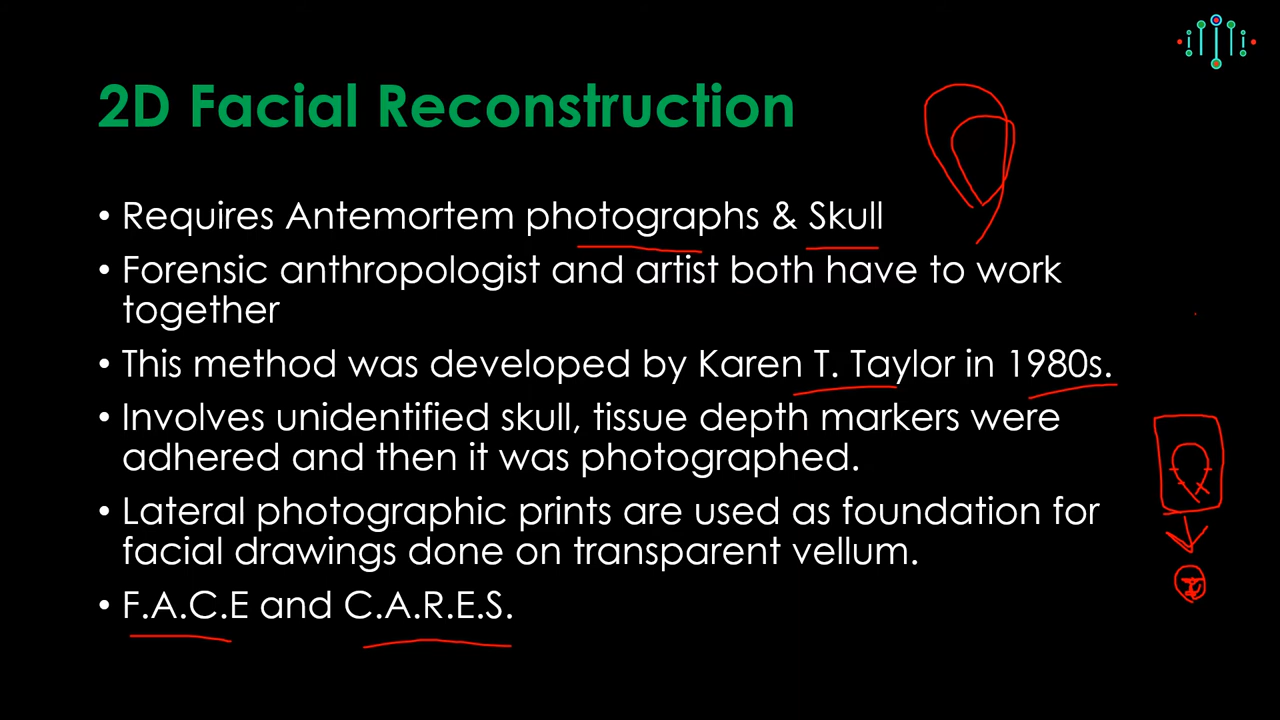 2D Facial Reconstruction
• Requires Antemortem photographs & Skull
• Forensic anthropologist and artist both have to work
together
• This method was developed by Karen T. Taylor in 1980s.
• Involves unidentified skull, tissue depth markers were
adhered and then it was photographed.
• Lateral photographic prints are used as foundation for
facial drawings done on transparent vellum.
• F.A.C.E and C.A.R.E.S.